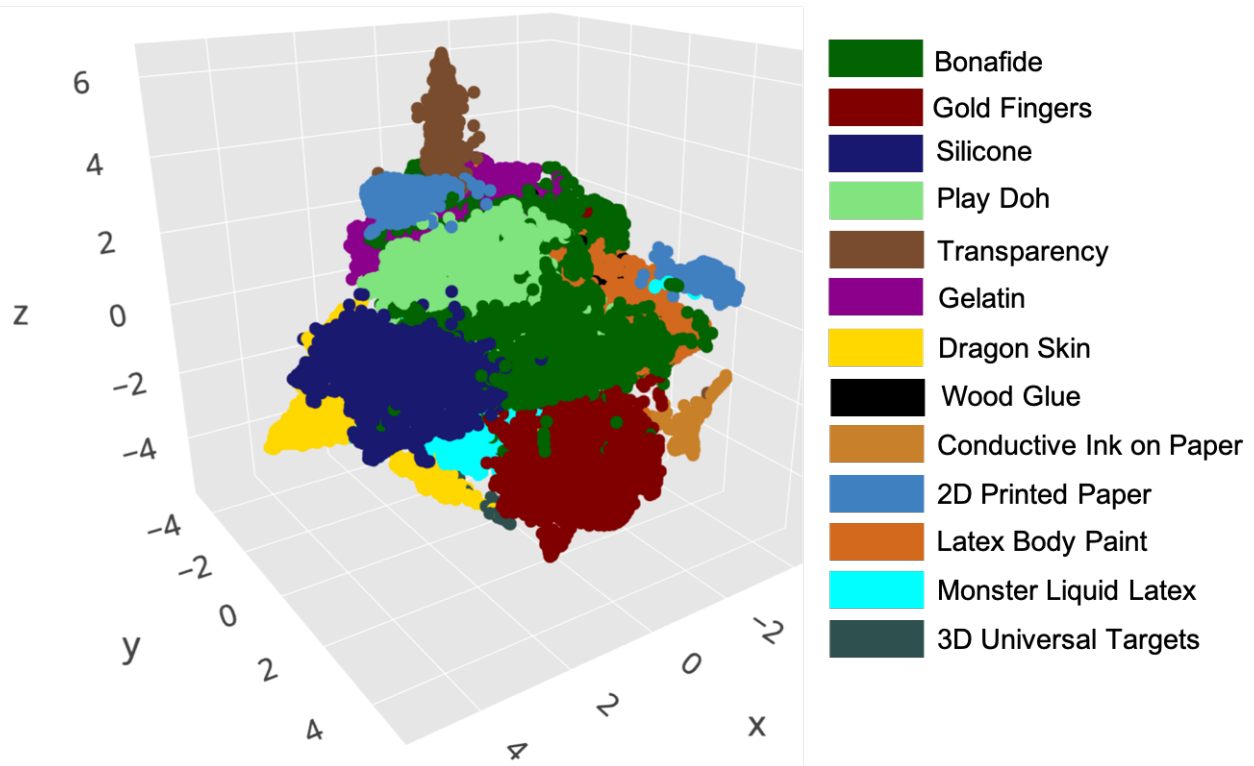 6
4
2
0
−2
−4
z
−4
−2
0
2
4
y
4
2
0
−2
x
Bonafide
Gold Fingers
Silicone
Play Doh
Transparency
Gelatin
Dragon Skin
Wood Glue
Conductive Ink on Paper
2D Printed Paper
Latex Body Paint
Monster Liquid Latex
3D Universal Targets